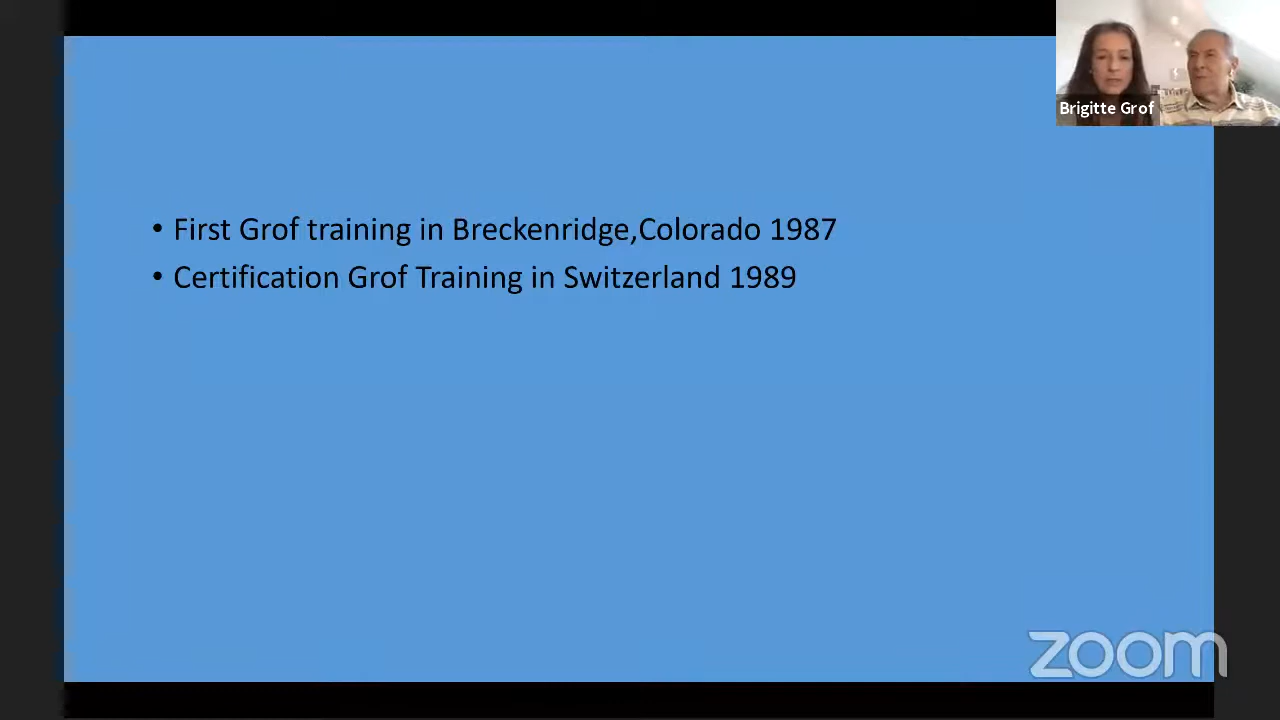 Brigitte Grof
• First Grof training in Breckenridge,Colorado 1987
• Certification Grof Training in Switzerland 1989
zoom